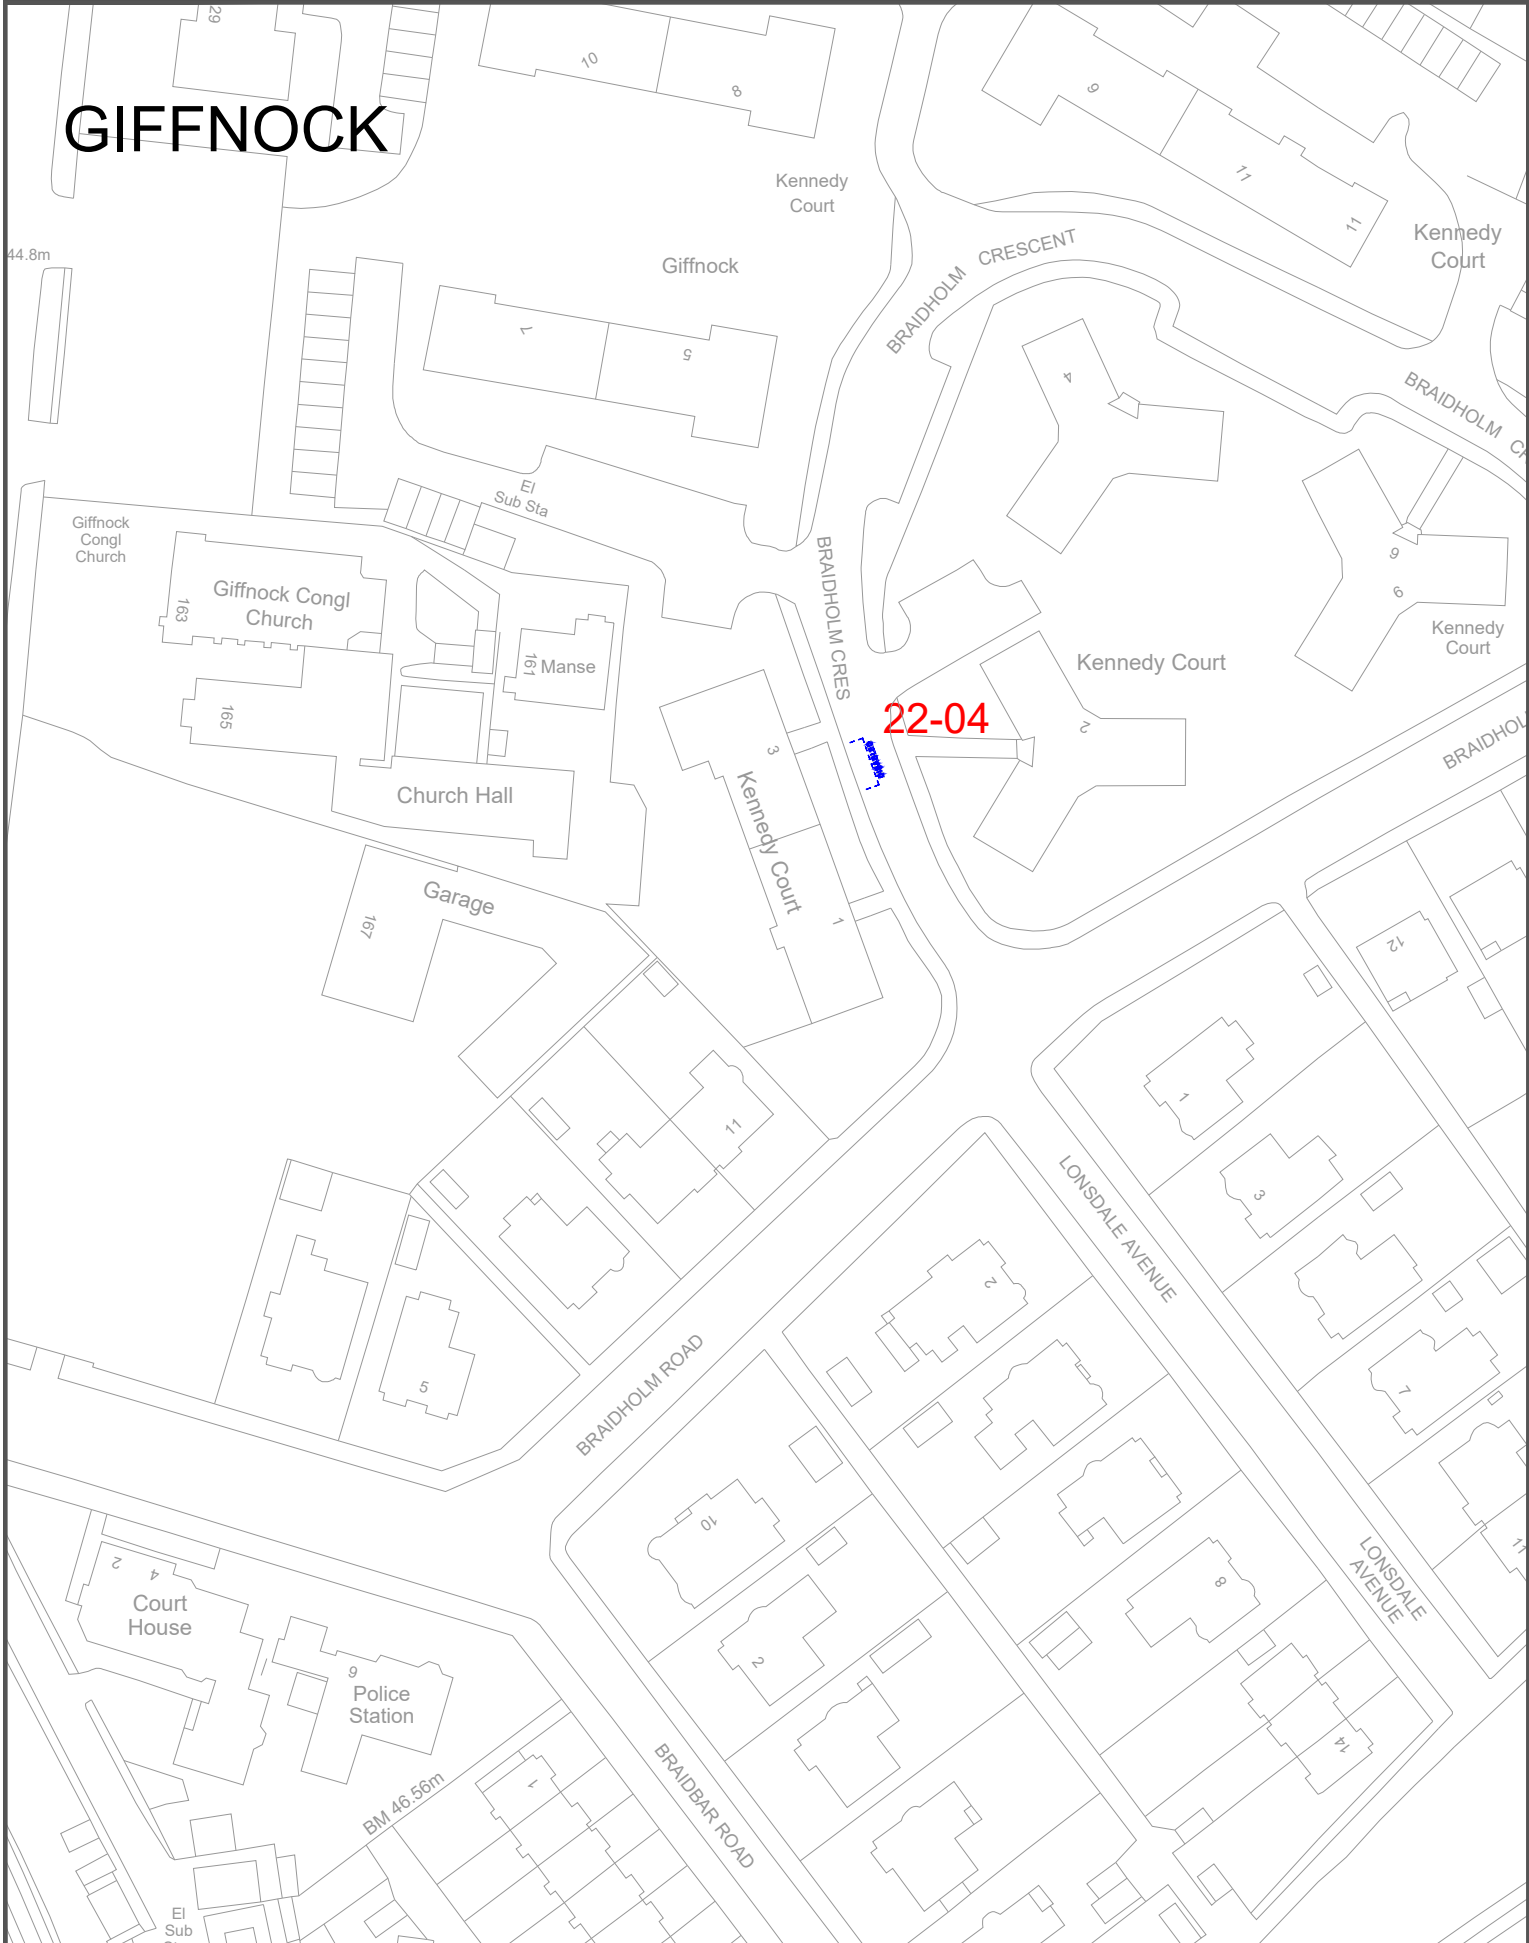 29
GIFFNOCK
10
8
9
11
11
Kennedy
Court
Kennedy
Court
44.8m
Giffnock
BRAIDHOLM
CRESCENT
7
5
4
BRAIDHOLM
El
Sub Sta
Giffnock
Congl
Church
Giffnock Congl
Church
163
161
Manse
165
BRAIDHOLM CRES
6
6
Kennedy
Court
Kennedy Court
22-04
2
3
Kennedy Court
1
Church Hall
Garage
167
12
11
1
3
LONSDALE AVENUE
2
7
5
BRAIDHOLM ROAD
10
2
8
11
LONSDALE
AVENUE
14
2
4
Court
House
6
Police
Station
BM 46.56m
1
BRAIDBAR ROAD
El
Sub